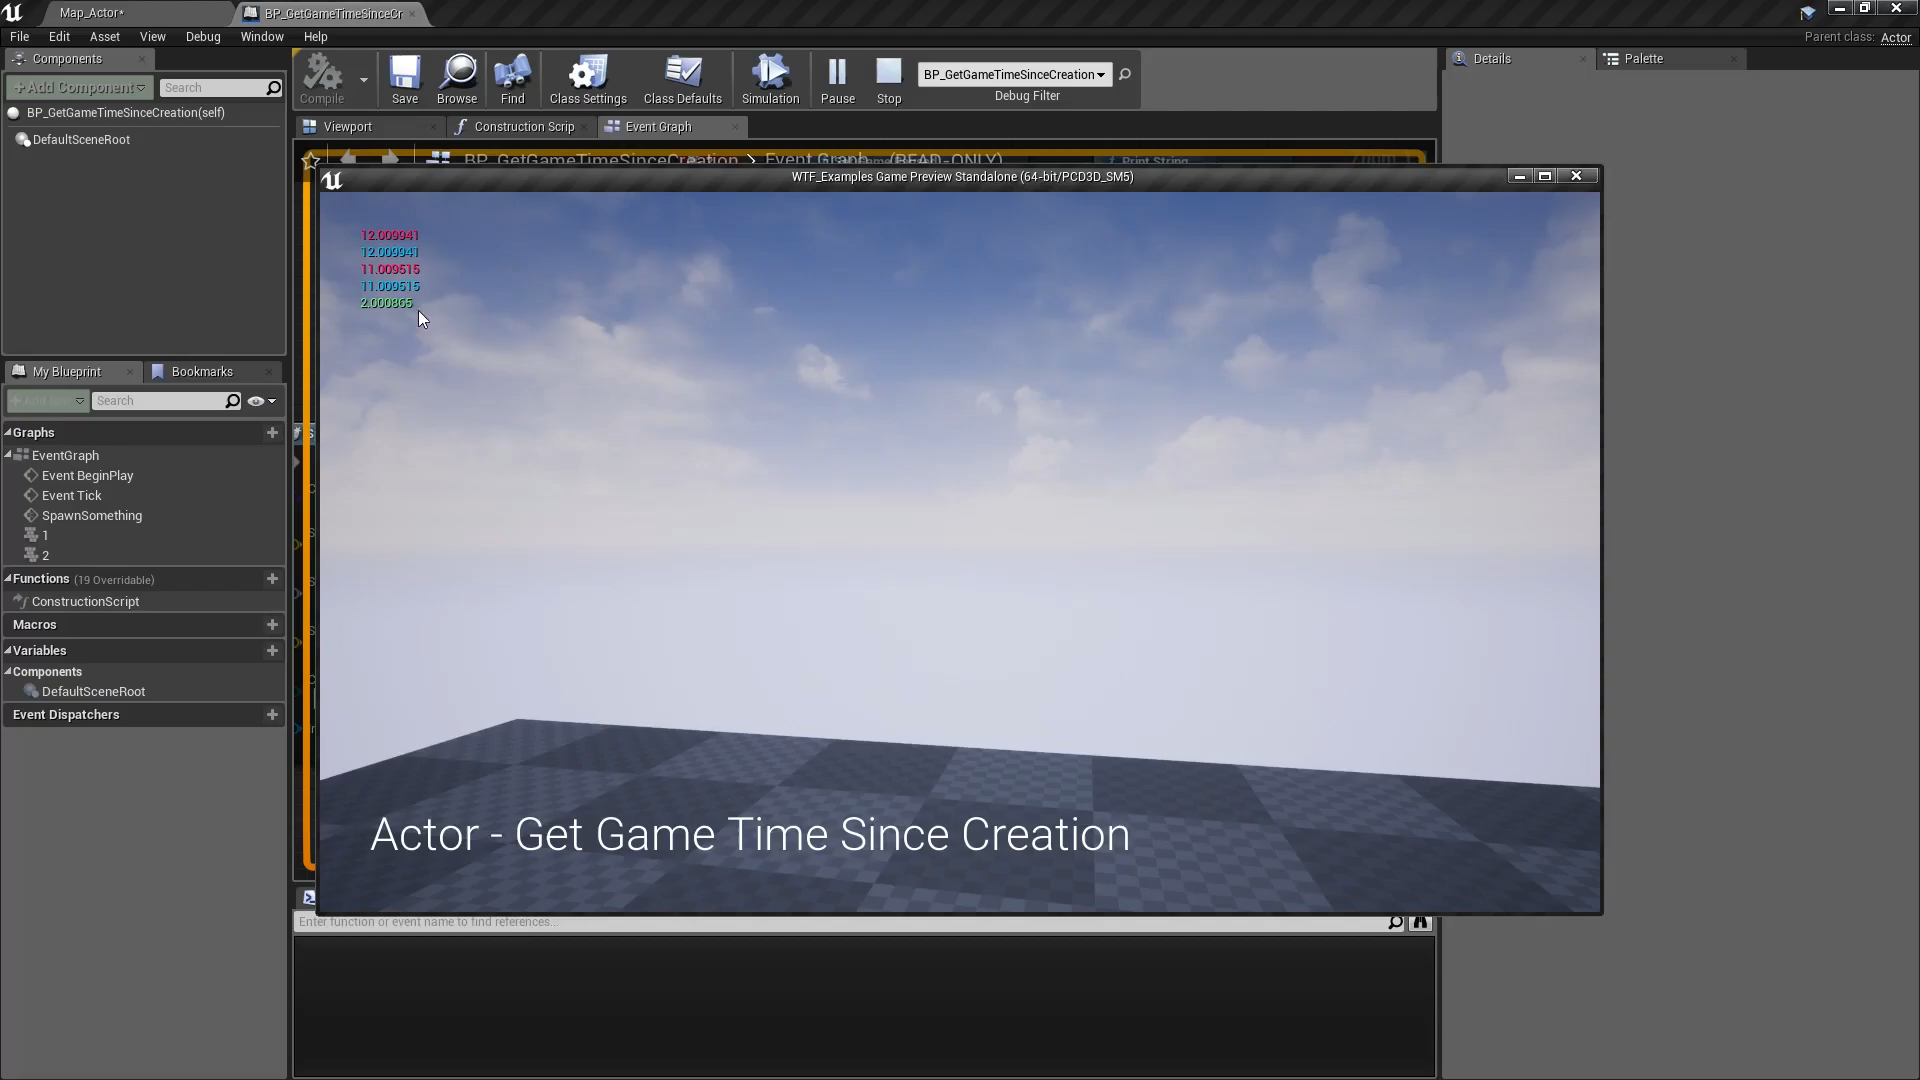 Map_Actor*
BP_GetGameTimeSinceCr
File Edit Asset View Window Debug Help
Parent class: Actor
Components
+Add Component
Search
BP_GetGameTimeSinceCreation(self)
DefaultSceneRoot
Compile
Save
Browse
Find
Class Settings
Class Defaults
Simulation
Pause
Stop
BP_GetGameTimeSinceCreation
Debug Filter
Details
Palette
Viewport
Construction Scrip
Event Graph
BP_GetGameTimeSinceCreation > Event Graph (READ-ONLY)
Print String
WTF_Examples Game Preview Standalone (64-bit/PCD3D_SM5)
12.009941
12.009941
11.009515
11.009515
2.000865
Actor - Get Game Time Since Creation
My Blueprint
Bookmarks
Search
Graphs
EventGraph
Event BeginPlay
Event Tick
SpawnSomething
1
2
Functions (19 Overridable)
ConstructionScript
Macros
Variables
Components
DefaultSceneRoot
Event Dispatchers
Enter function or event name to find references...